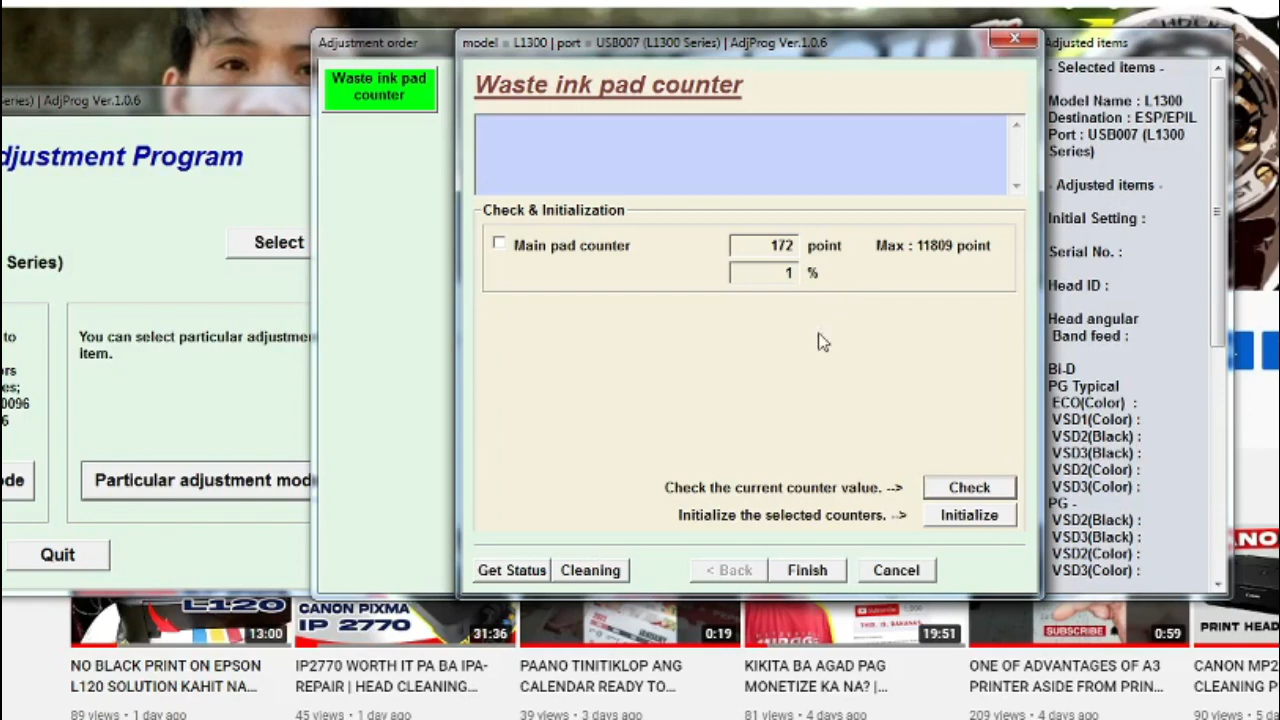 eries) | AdjProg Ver.1.0.6
djustment Program
Select
Series)
to
ors
es;
0096
6
You can select particular adjustme
item.
ode
Particular adjustment mod
Quit
Adjustment order
Waste ink pad
counter
model = L1300 | port = USB007 (L1300 Series) | AdjProg Ver.1.0.6
Waste ink pad counter
Check & Initialization
Main pad counter
172 point Max : 11809 point
1 %
Check the current counter value. -->
Check
Initialize the selected counters. -->
Initialize
Get Status
Cleaning
< Back
Finish
Cancel
Adjusted items
- Selected items -
Model Name : L1300
Destination : ESP/EPIL
Port : USB007 (L1300
Series)
- Adjusted items -
Initial Setting :
Serial No. :
Head ID :
Head angular
Band feed :
Bi-D
PG Typical
ECO(Color) :
VSD1(Color) :
VSD2(Black) :
VSD3(Black) :
VSD2(Color) :
VSD3(Color) :
PG -
VSD2(Black) :
VSD3(Black) :
VSD2(Color) :
VSD3(Color) :
L120
13:00
CANON PIXMA
IP 2770
31:36
0:19
19:51
SUBSCRIBE
0:59
PRINT HEAD
NO BLACK PRINT ON EPSON
L120 SOLUTION KAHIT NA...
89 views • 1 day ago
IP2770 WORTH IT PA BA IPA-
REPAIR | HEAD CLEANING...
45 views • 1 day ago
PAANO TINITIKLOP ANG
CALENDAR READY TO...
39 views • 3 days ago
KIKITA BA AGAD PAG
MONETIZE KA NA? |...
81 views • 4 days ago
ONE OF ADVANTAGES OF A3
PRINTER ASIDE FROM PRIN...
209 views • 4 days ago
CANON MP2
CLEANING P
90 views • 5 d